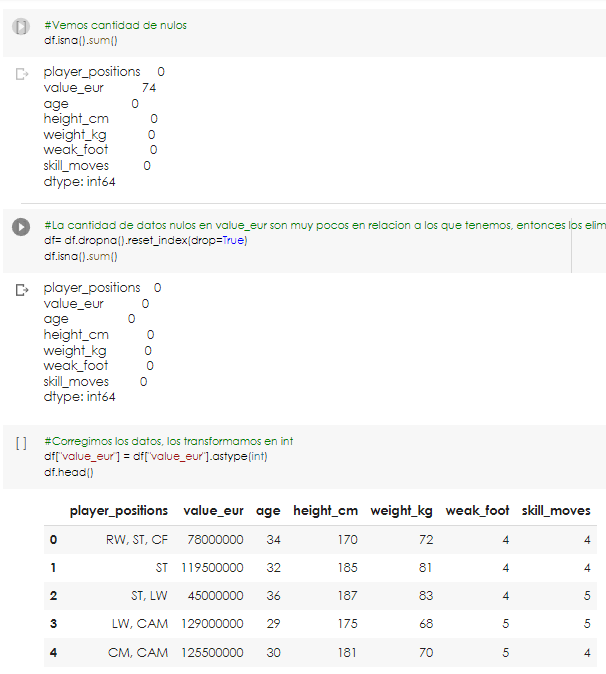 #Vemos cantidad de nulos
df.isna().sum()
player_positions 0
value_eur 74
age 0
height_cm 0
weight_kg 0
weak_foot 0
skill_moves 0
dtype: int64
#La cantidad de datos nulos en value_eur son muy pocos en relacion a los que tenemos, entonces los elim
df= df.dropna().reset_index(drop=True)
df.isna().sum()
player_positions 0
value_eur 0
age 0
height_cm 0
weight_kg 0
weak_foot 0
skill_moves 0
dtype: int64
[ ] #Corregimos los datos, los transformamos en int
df["value_eur"] = df["value_eur"].astype(int)
df.head()
player_positions value_eur age height_cm weight_kg weak_foot skill_moves
0 RW, ST, CF 78000000 34 170 72 4 4
1 ST 119500000 32 185 81 4 4
2 ST, LW 45000000 36 187 83 4 5
3 LW, CAM 129000000 29 175 68 5 5
4 CM, CAM 125500000 30 181 70 5 4